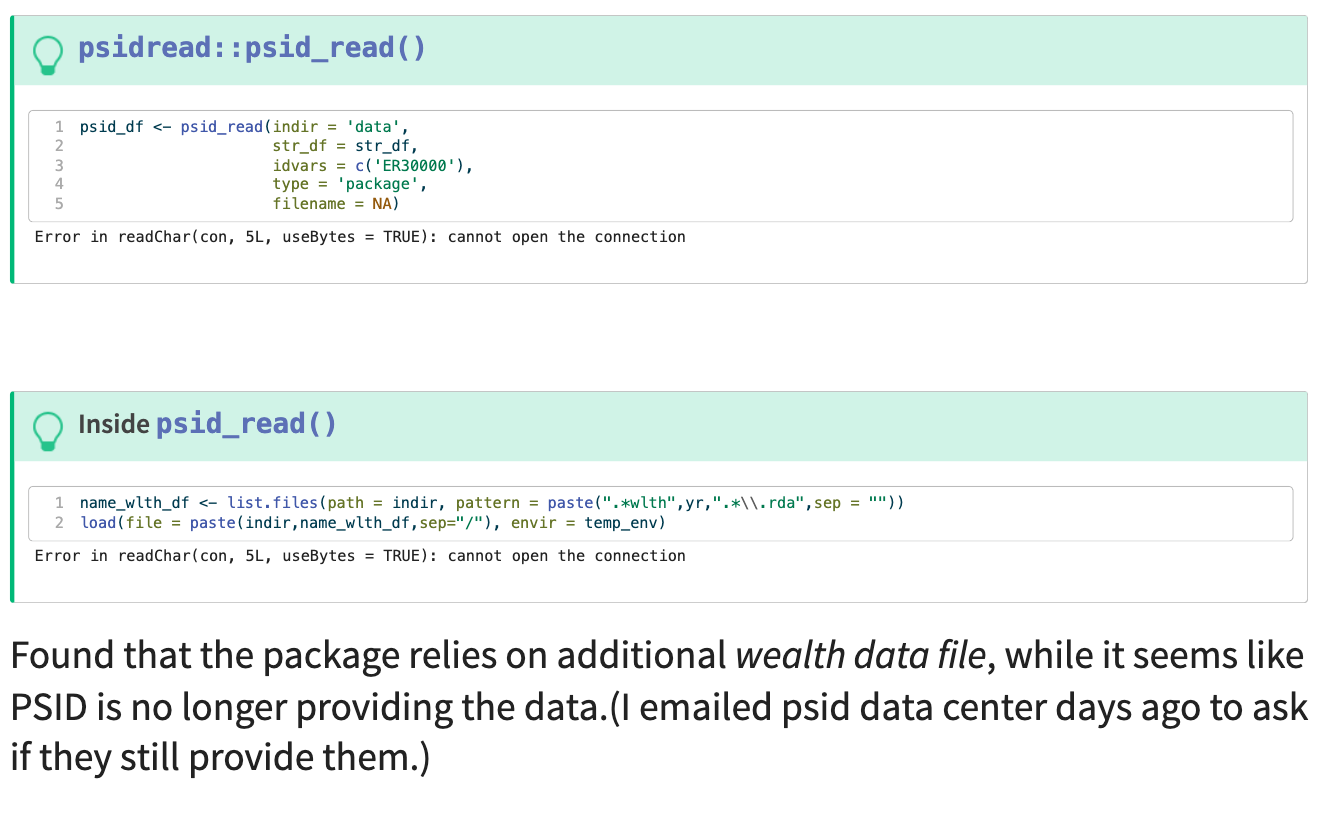 psidread::psid_read()
1 psid_df <- psid_read(indir = 'data',
2 str_df = str_df,
3 idvars = c('ER30000'),
4 type = 'package',
5 filename = NA)
Error in readChar(con, 5L, useBytes = TRUE): cannot open the connection
Inside psid_read()
1 name_wlth_df <- list.files(path = indir, pattern = paste(".*wlth",yr,".*\\.rda",sep = ""))
2 load(file = paste(indir,name_wlth_df,sep="/"), envir = temp_env)
Error in readChar(con, 5L, useBytes = TRUE): cannot open the connection
Found that the package relies on additional wealth data file, while it seems like
PSID is no longer providing the data.(I emailed psid data center days ago to ask
if they still provide them.)